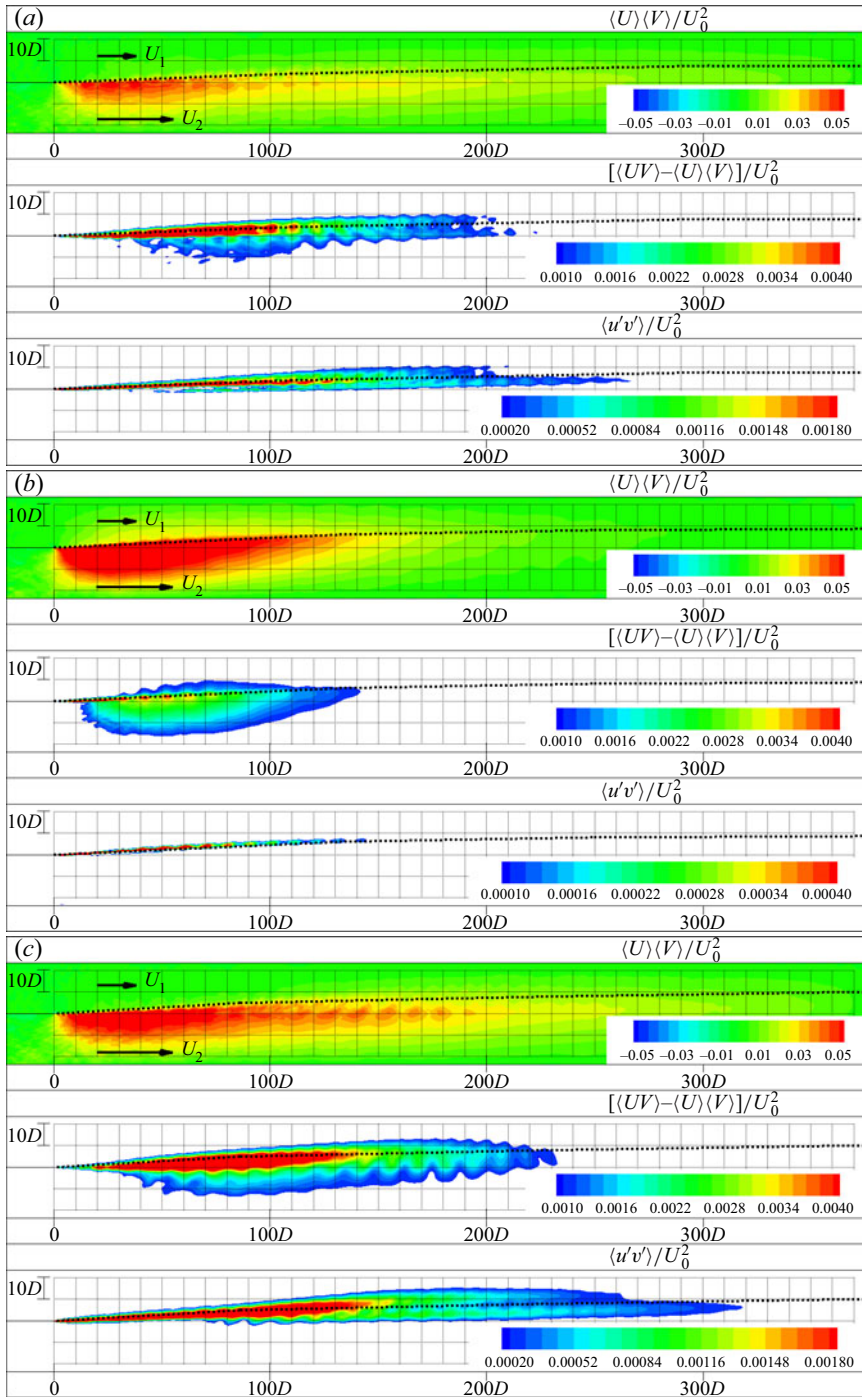 (a) ⟨U⟩⟨V⟩/U₀²
10D U₁
U₂
−0.05 −0.03 −0.01 0.01 0.03 0.05
0 100D 200D 300D
[⟨UV⟩−⟨U⟩⟨V⟩]/U₀²
10D
0.0010 0.0016 0.0022 0.0028 0.0034 0.0040
0 100D 200D 300D
⟨u′v′⟩/U₀²
10D
0.00020 0.00052 0.00084 0.00116 0.00148 0.00180
0 100D 200D 300D
(b) ⟨U⟩⟨V⟩/U₀²
10D U₁
U₂
−0.05 −0.03 −0.01 0.01 0.03 0.05
0 100D 200D 300D
[⟨UV⟩−⟨U⟩⟨V⟩]/U₀²
10D
0.0010 0.0016 0.0022 0.0028 0.0034 0.0040
0 100D 200D 300D
⟨u′v′⟩/U₀²
10D
0.00010 0.00016 0.00022 0.00028 0.00034 0.00040
0 100D 200D 300D
(c) ⟨U⟩⟨V⟩/U₀²
10D U₁
U₂
−0.05 −0.03 −0.01 0.01 0.03 0.05
0 100D 200D 300D
[⟨UV⟩−⟨U⟩⟨V⟩]/U₀²
10D
0.0010 0.0016 0.0022 0.0028 0.0034 0.0040
0 100D 200D 300D
⟨u′v′⟩/U₀²
10D
0.00020 0.00052 0.00084 0.00116 0.00148 0.00180
0 100D 200D 300D